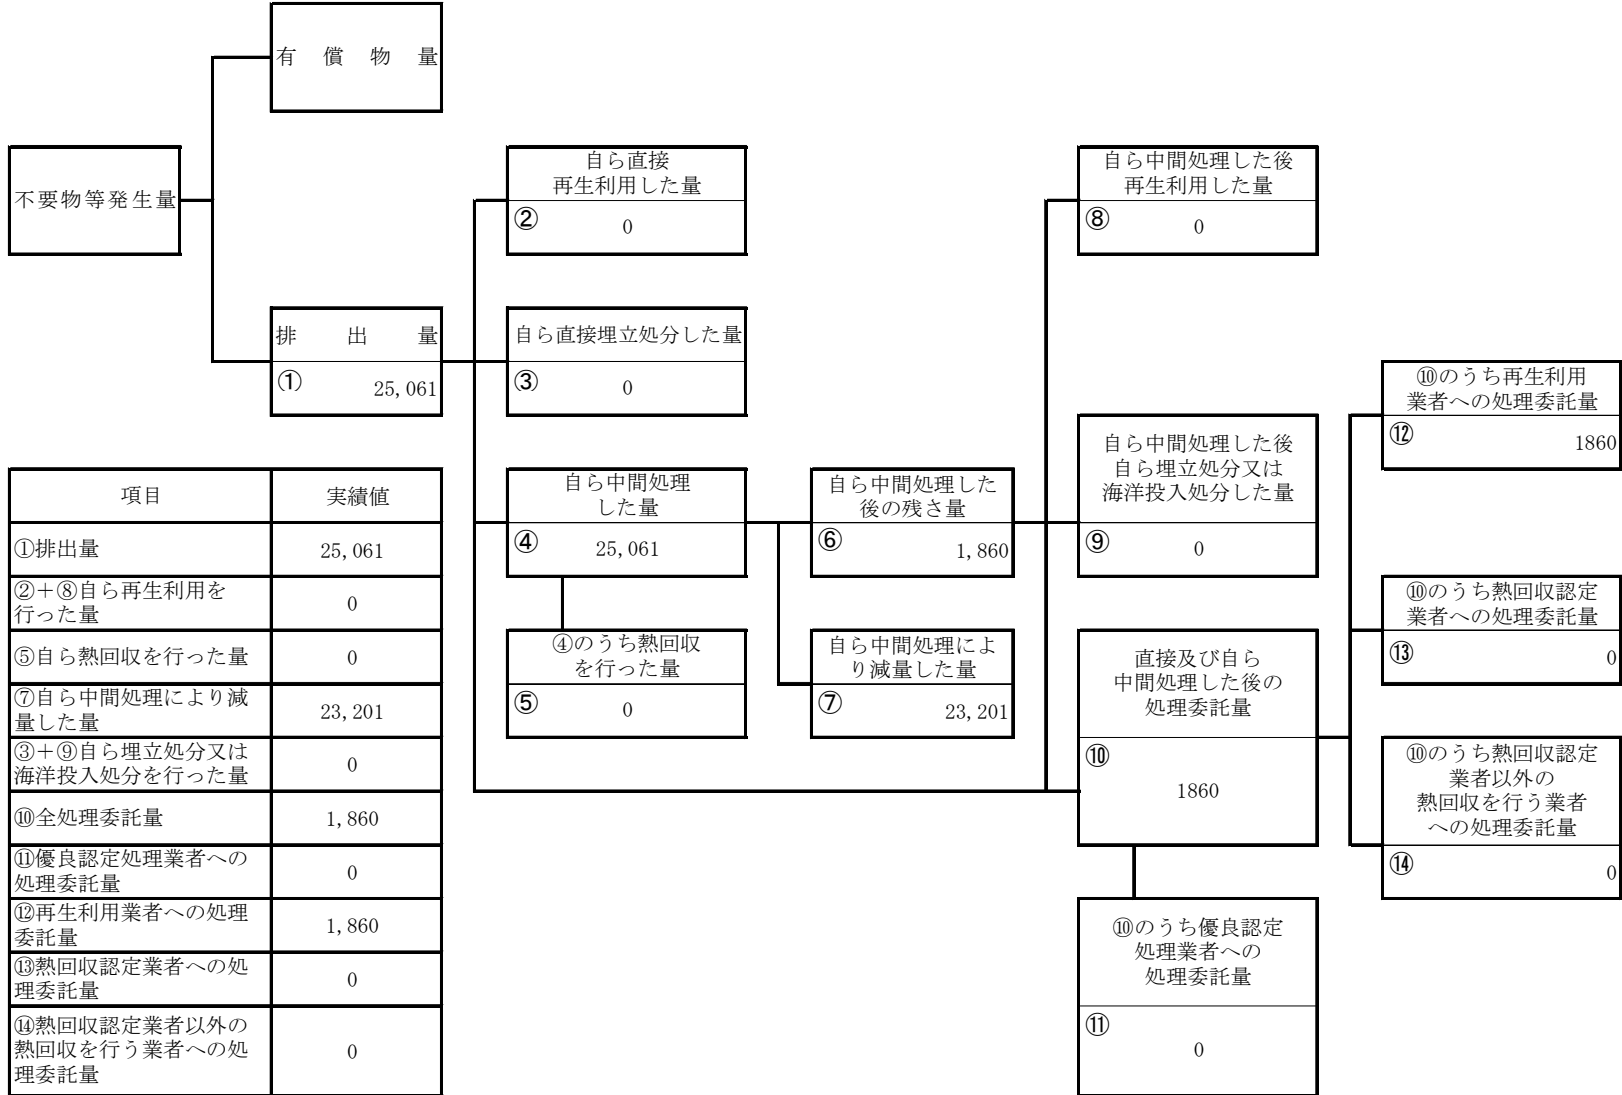 有償物量
不要物等発生量
排出量
① 25,061
自ら直接
再生利用した量
② 0
自ら直接埋立処分した量
③ 0
自ら中間処理
した量
④ 25,061
④のうち熱回収
を行った量
⑤ 0
自ら中間処理した
後の残さ量
⑥ 1,860
自ら中間処理によ
り減量した量
⑦ 23,201
自ら中間処理した後
再生利用した量
⑧ 0
自ら中間処理した後
自ら埋立処分又は
海洋投入処分した量
⑨ 0
直接及び自ら
中間処理した後の
処理委託量
⑩
1860
⑩のうち優良認定
処理業者への
処理委託量
⑪
0
⑩のうち再生利用
業者への処理委託量
⑫ 1860
⑩のうち熱回収認定
業者への処理委託量
⑬ 0
⑩のうち熱回収認定
業者以外の
熱回収を行う業者
への処理委託量
⑭ 0
項目 実績値
①排出量 25,061
②+⑧自ら再生利用を
行った量 0
⑤自ら熱回収を行った量 0
⑦自ら中間処理により減
量した量 23,201
③+⑨自ら埋立処分又は
海洋投入処分を行った量 0
⑩全処理委託量 1,860
⑪優良認定処理業者への
処理委託量 0
⑫再生利用業者への処理
委託量 1,860
⑬熱回収認定業者への処
理委託量 0
⑭熱回収認定業者以外の
熱回収を行う業者への処
理委託量 0